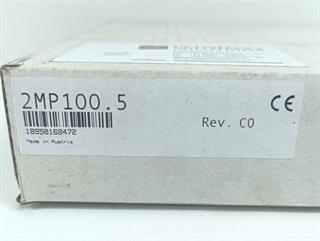 2MP100.5
CE
Rev. C0
18950168472
Made in Austria